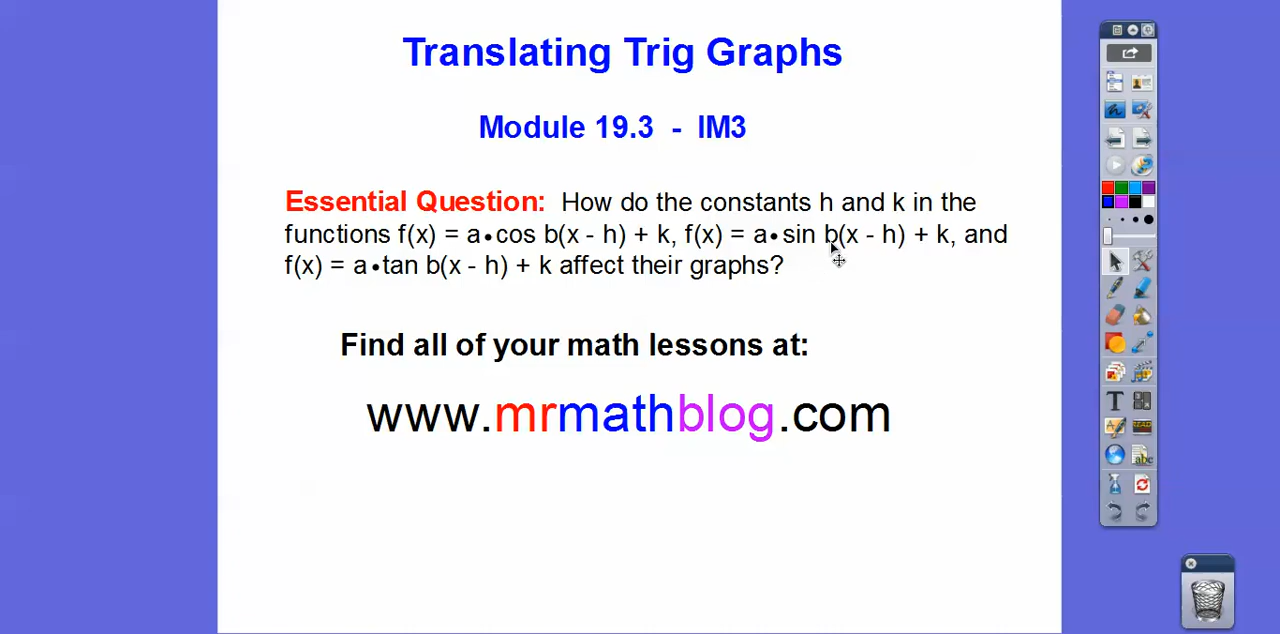 Translating Trig Graphs
Module 19.3 - IM3
Essential Question: How do the constants h and k in the
functions f(x) = a•cos b(x - h) + k, f(x) = a•sin b(x - h) + k, and
f(x) = a•tan b(x - h) + k affect their graphs?
Find all of your math lessons at:
www.mrmathblog.com